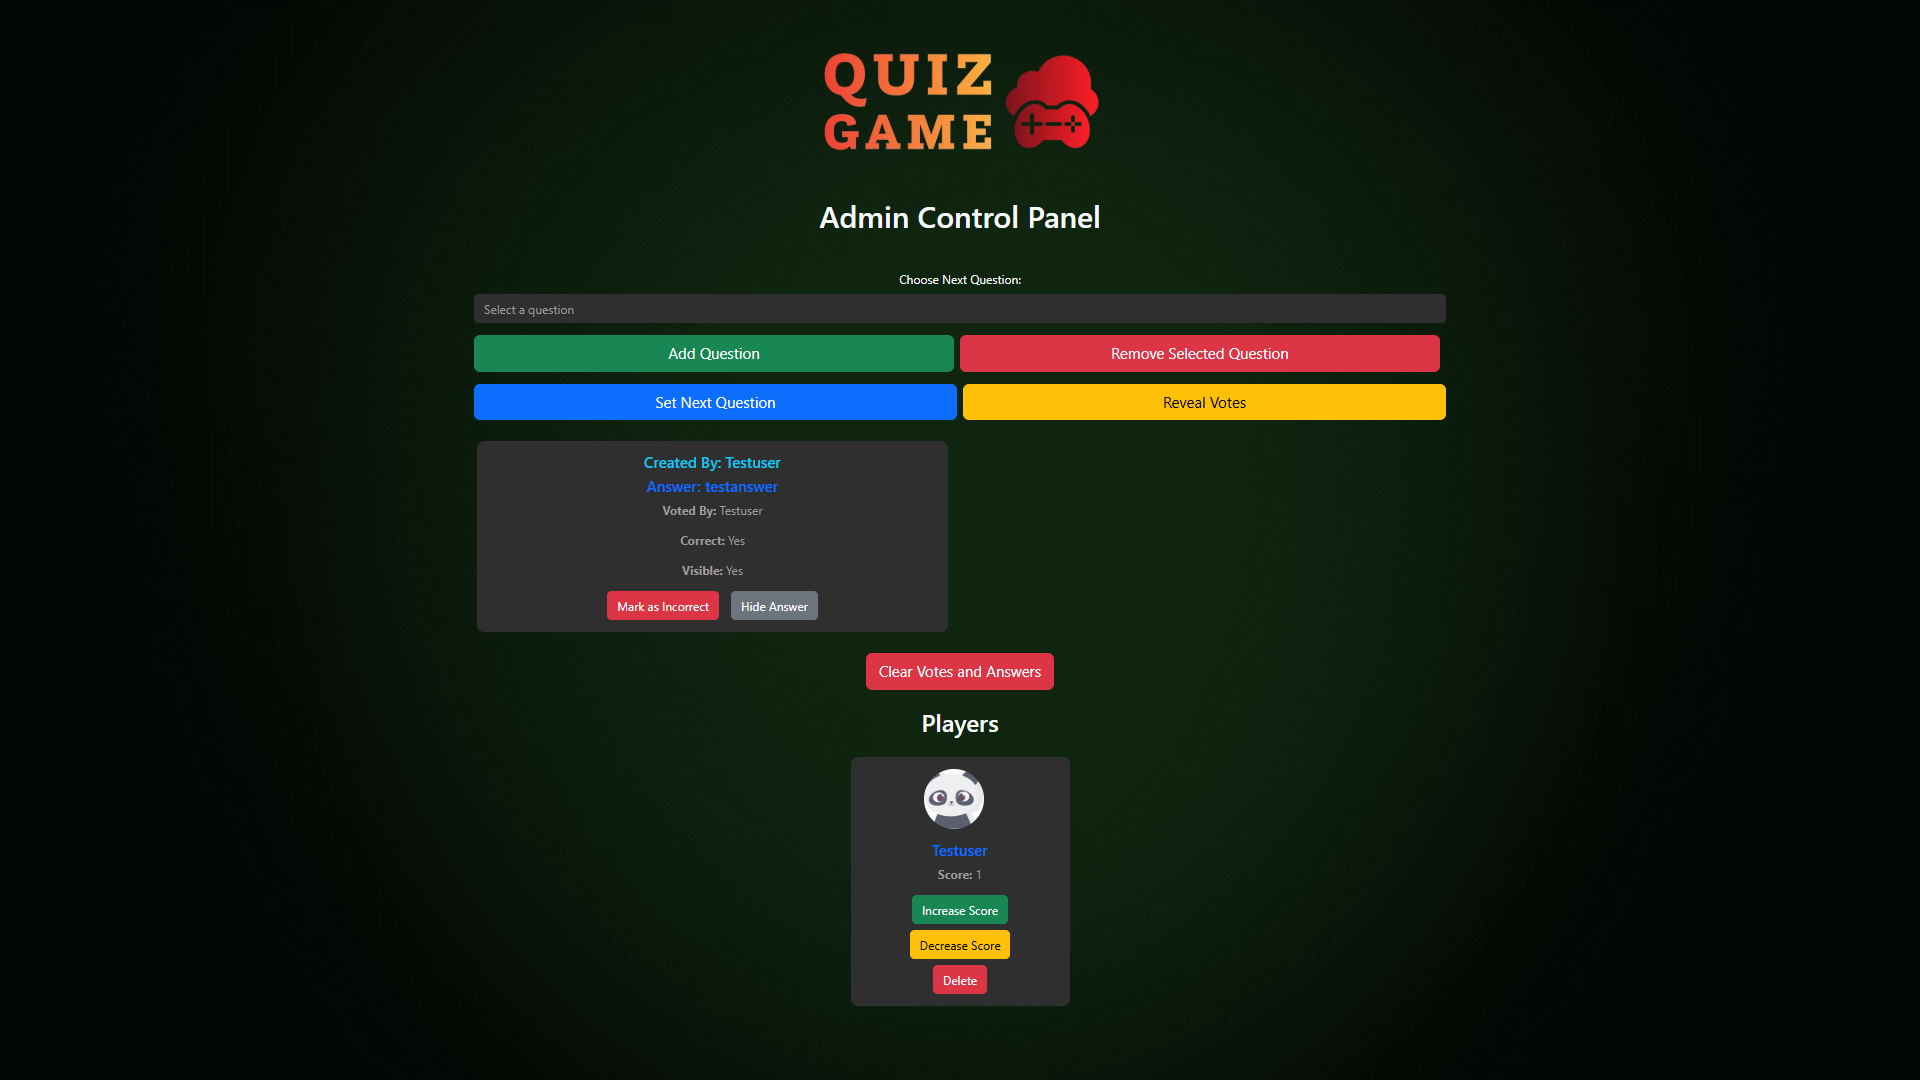 QUIZ
GAME
Admin Control Panel
Choose Next Question:
Select a question
Add Question
Remove Selected Question
Set Next Question
Reveal Votes
Created By: Testuser
Answer: testanswer
Voted By: Testuser
Correct: Yes
Visible: Yes
Mark as Incorrect
Hide Answer
Clear Votes and Answers
Players
Testuser
Score: 1
Increase Score
Decrease Score
Delete